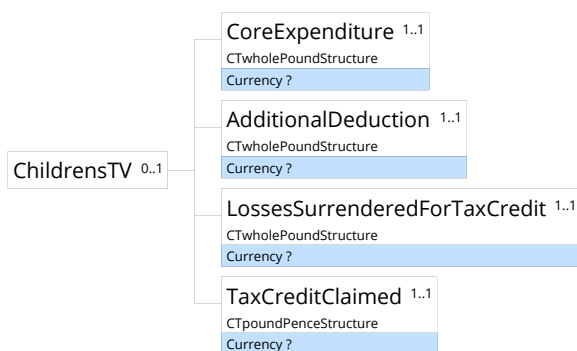 CoreExpenditure 1..1
CTwholePoundStructure
Currency ?
AdditionalDeduction 1..1
CTwholePoundStructure
Currency ?
ChildrensTV 0..1
LossesSurrenderedForTaxCredit 1..1
CTwholePoundStructure
Currency ?
TaxCreditClaimed 1..1
CTpoundPenceStructure
Currency ?